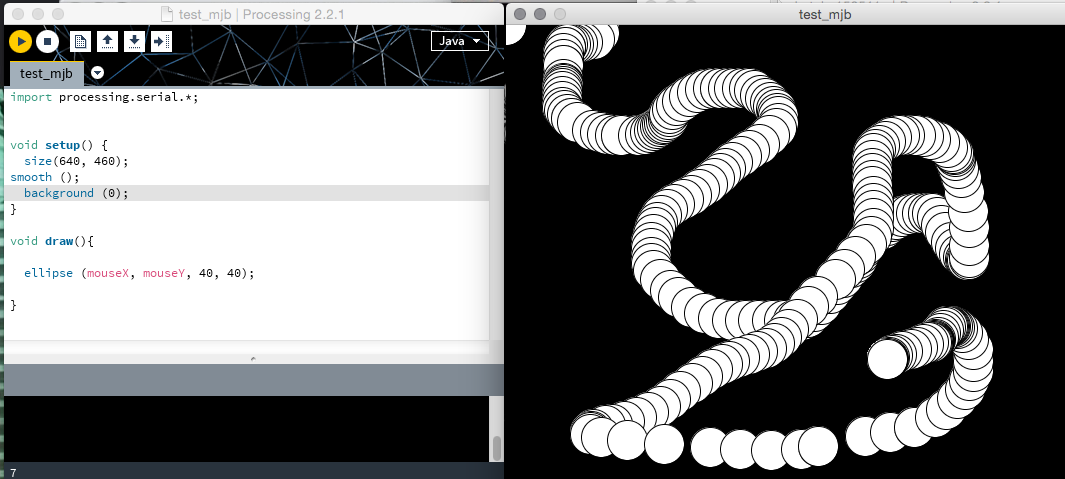 test_mjb | Processing 2.2.1
test_mjb
Java
test_mjb
import processing.serial.*;
void setup() {
  size(640, 460);
smooth ();
  background (0);
}
void draw(){
  ellipse (mouseX, mouseY, 40, 40);
}
7